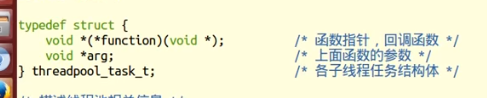 typedef struct {
    void *(*function)(void *);          /* 函数指针，回调函数 */
    void *arg;                          /* 上面函数的参数 */
} threadpool_task_t;                    /* 各子线程任务结构体 */